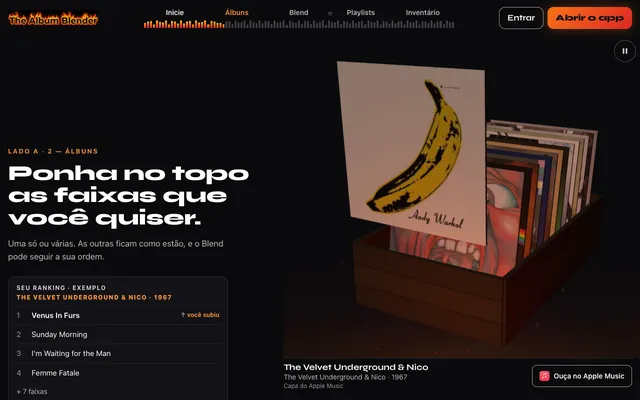 The Album Blender
Início
Álbuns
Blend
Playlists
Inventário
Entrar
Abrir o app
LADO A · 2 — ÁLBUNS
Ponha no topo
as faixas que
você quiser.
Uma só ou várias. As outras ficam como estão, e o Blend
pode seguir a sua ordem.
SEU RANKING · EXEMPLO
THE VELVET UNDERGROUND & NICO · 1967
1 Venus In Furs ↑ você subiu
2 Sunday Morning
3 I'm Waiting for the Man
4 Femme Fatale
+ 7 faixas
Andy Warhol
The Velvet Underground & Nico
The Velvet Underground & Nico · 1967
Capa do Apple Music
Ouça no Apple Music